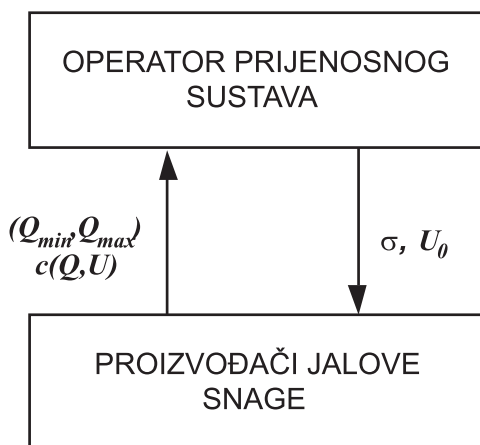 OPERATOR PRIJENOSNOG
SUSTAVA
(Qmin,Qmax)
c(Q,U)
σ, U0
PROIZVOĐAČI JALOVE
SNAGE